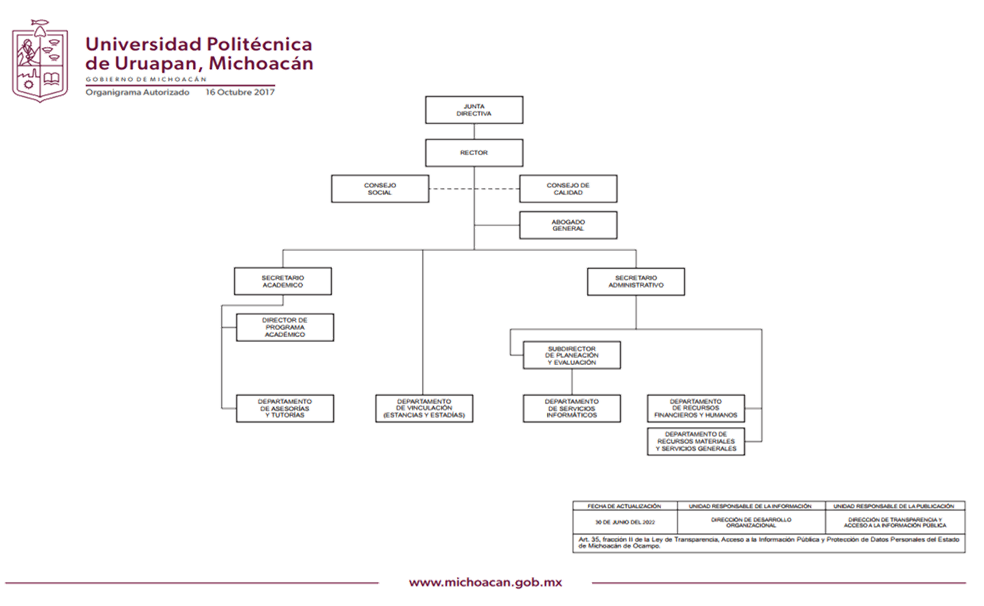 Universidad Politécnica
de Uruapan, Michoacán
GOBIERNO DE MICHOACÁN
Organigrama Autorizado 16 Octubre 2017
JUNTA
DIRECTIVA
RECTOR
CONSEJO
SOCIAL
CONSEJO DE
CALIDAD
ABOGADO
GENERAL
SECRETARIO
ACADEMICO
SECRETARIO
ADMINISTRATIVO
DIRECTOR DE
PROGRAMA
ACADÉMICO
SUBDIRECTOR
DE PLANEACIÓN
Y EVALUACIÓN
DEPARTAMENTO
DE ASESORÍAS
Y TUTORÍAS
DEPARTAMENTO
DE VINCULACIÓN
(ESTANCIAS Y ESTADÍAS)
DEPARTAMENTO
DE SERVICIOS
INFORMÁTICOS
DEPARTAMENTO
DE RECURSOS
FINANCIEROS Y HUMANOS
DEPARTAMENTO DE
RECURSOS MATERIALES
Y SERVICIOS GENERALES
FECHA DE ACTUALIZACIÓN UNIDAD RESPONSABLE DE LA INFORMACIÓN UNIDAD RESPONSABLE DE LA PUBLICACIÓN
30 DE JUNIO DEL 2022
DIRECCIÓN DE DESARROLLO
ORGANIZACIONAL
DIRECCIÓN DE TRANSPARENCIA Y
ACCESO A LA INFORMACIÓN PÚBLICA
Art. 35, fracción II de la Ley de Transparencia, Acceso a la Información Pública y Protección de Datos Personales del Estado
de Michoacán de Ocampo.
www.michoacan.gob.mx